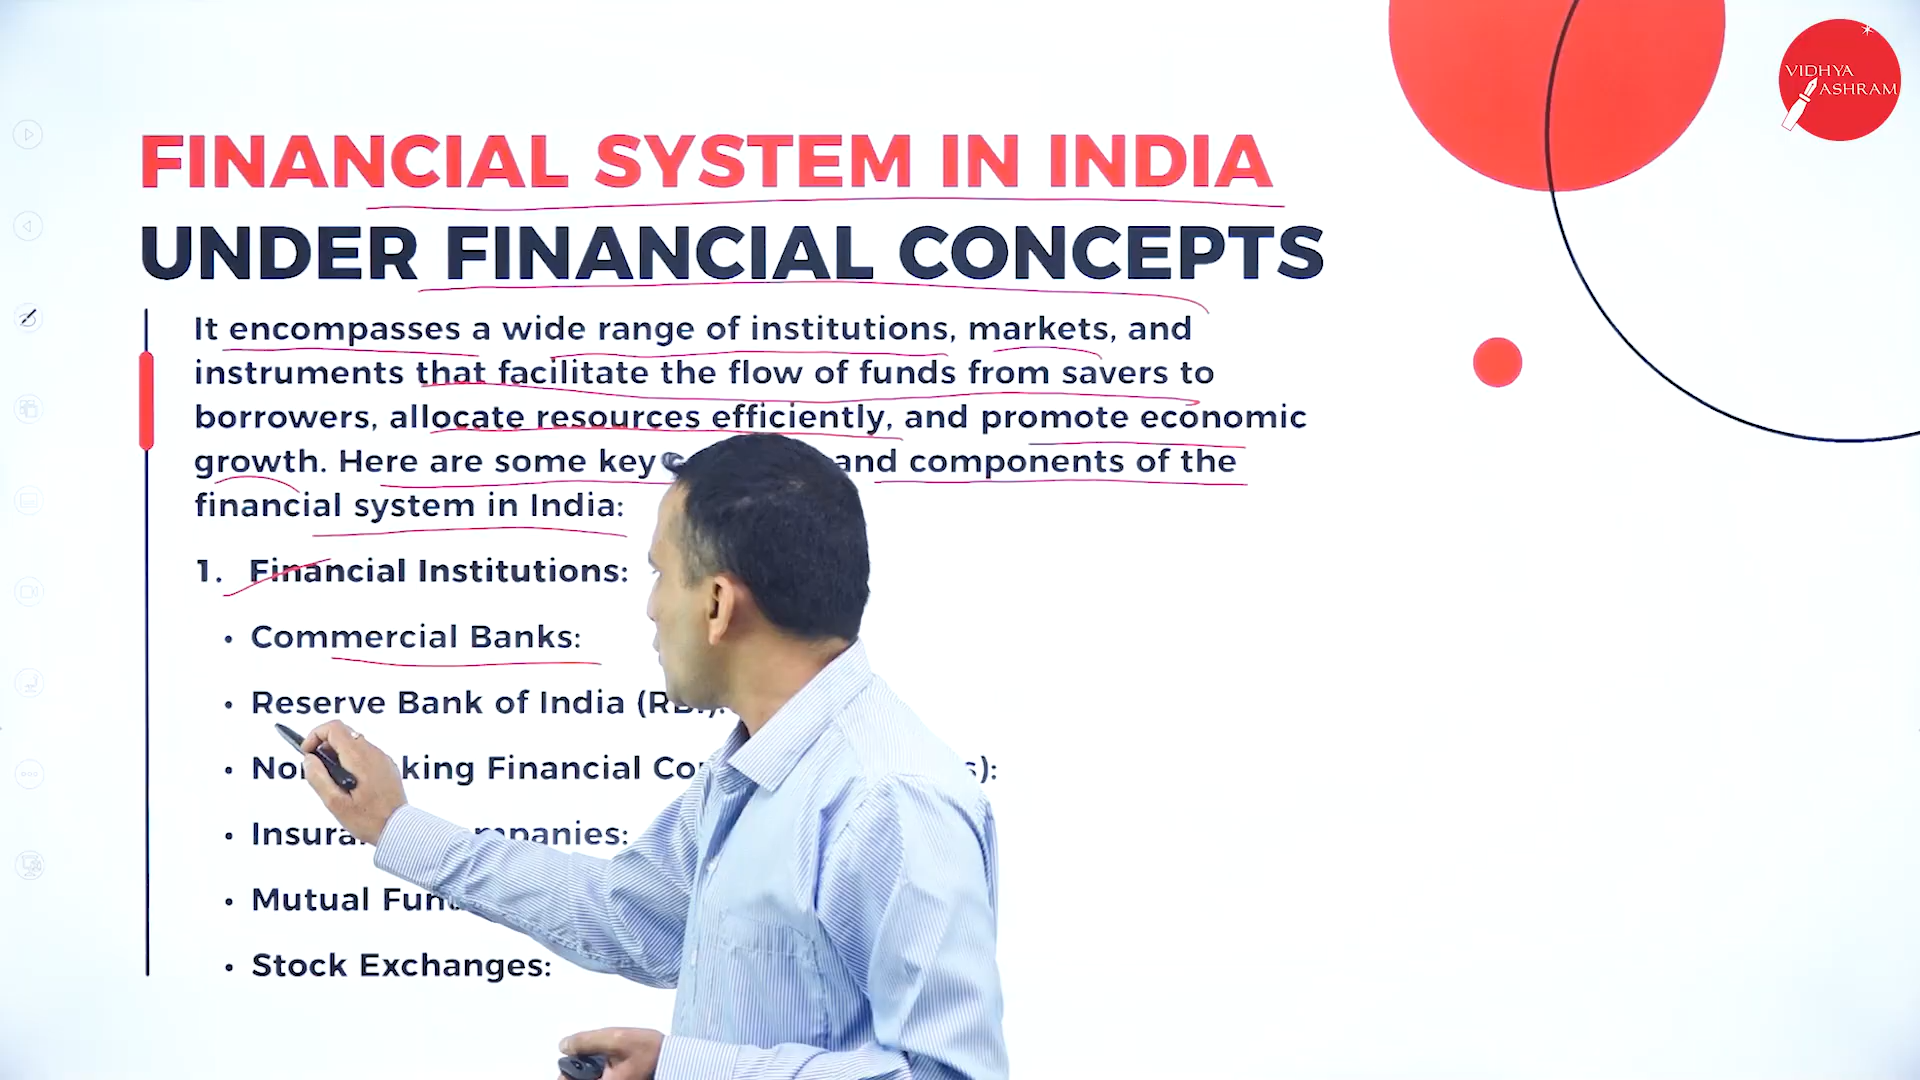 VIDHYA
ASHRAM
FINANCIAL SYSTEM IN INDIA
UNDER FINANCIAL CONCEPTS
It encompasses a wide range of institutions, markets, and
instruments that facilitate the flow of funds from savers to
borrowers, allocate resources efficiently, and promote economic
growth. Here are some key and components of the
financial system in India:
1. Financial Institutions:
• Commercial Banks:
• Reserve Bank of India (RBI):
• Financial
•
• Mutual
• Stock Exchanges: